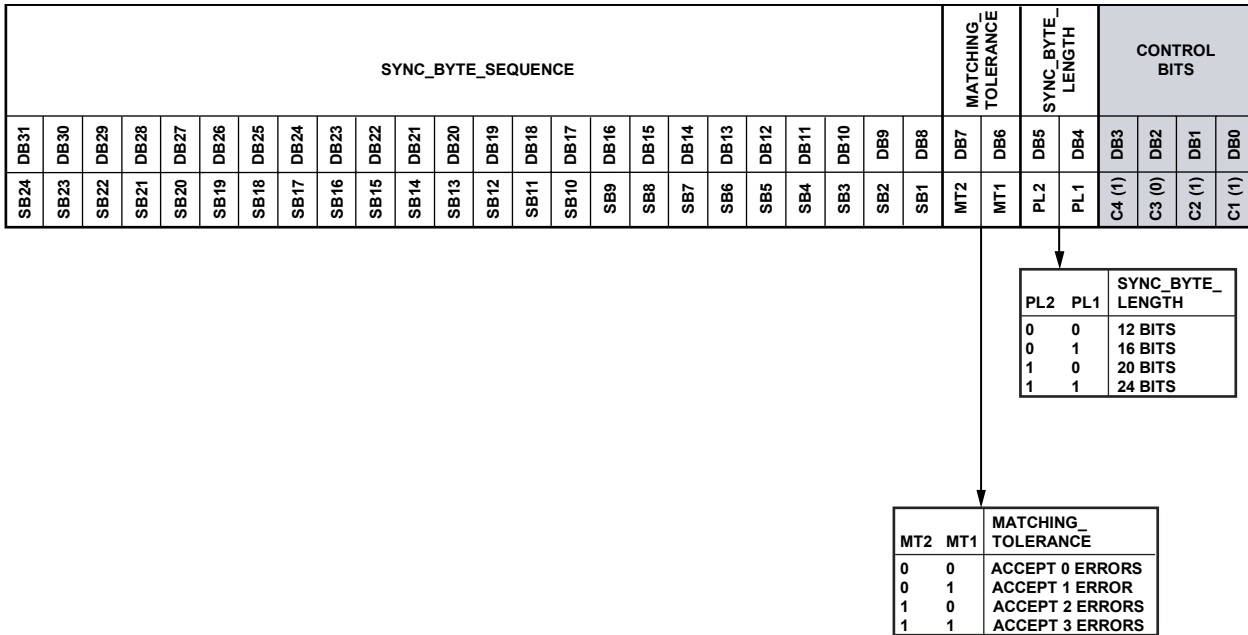 SYNC_BYTE_SEQUENCE
MATCHING_
TOLERANCE
SYNC_BYTE_
LENGTH
CONTROL
BITS
DB31 DB30 DB29 DB28 DB27 DB26 DB25 DB24 DB23 DB22 DB21 DB20 DB19 DB18 DB17 DB16 DB15 DB14 DB13 DB12 DB11 DB10 DB9 DB8 DB7 DB6 DB5 DB4 DB3 DB2 DB1 DB0
SB24 SB23 SB22 SB21 SB20 SB19 SB18 SB17 SB16 SB15 SB14 SB13 SB12 SB11 SB10 SB9 SB8 SB7 SB6 SB5 SB4 SB3 SB2 SB1 MT2 MT1 PL2 PL1 C4 (1) C3 (0) C2 (1) C1 (1)
SYNC_BYTE_
PL2 PL1 LENGTH
0 0 12 BITS
0 1 16 BITS
1 0 20 BITS
1 1 24 BITS
MATCHING_
MT2 MT1 TOLERANCE
0 0 ACCEPT 0 ERRORS
0 1 ACCEPT 1 ERROR
1 0 ACCEPT 2 ERRORS
1 1 ACCEPT 3 ERRORS